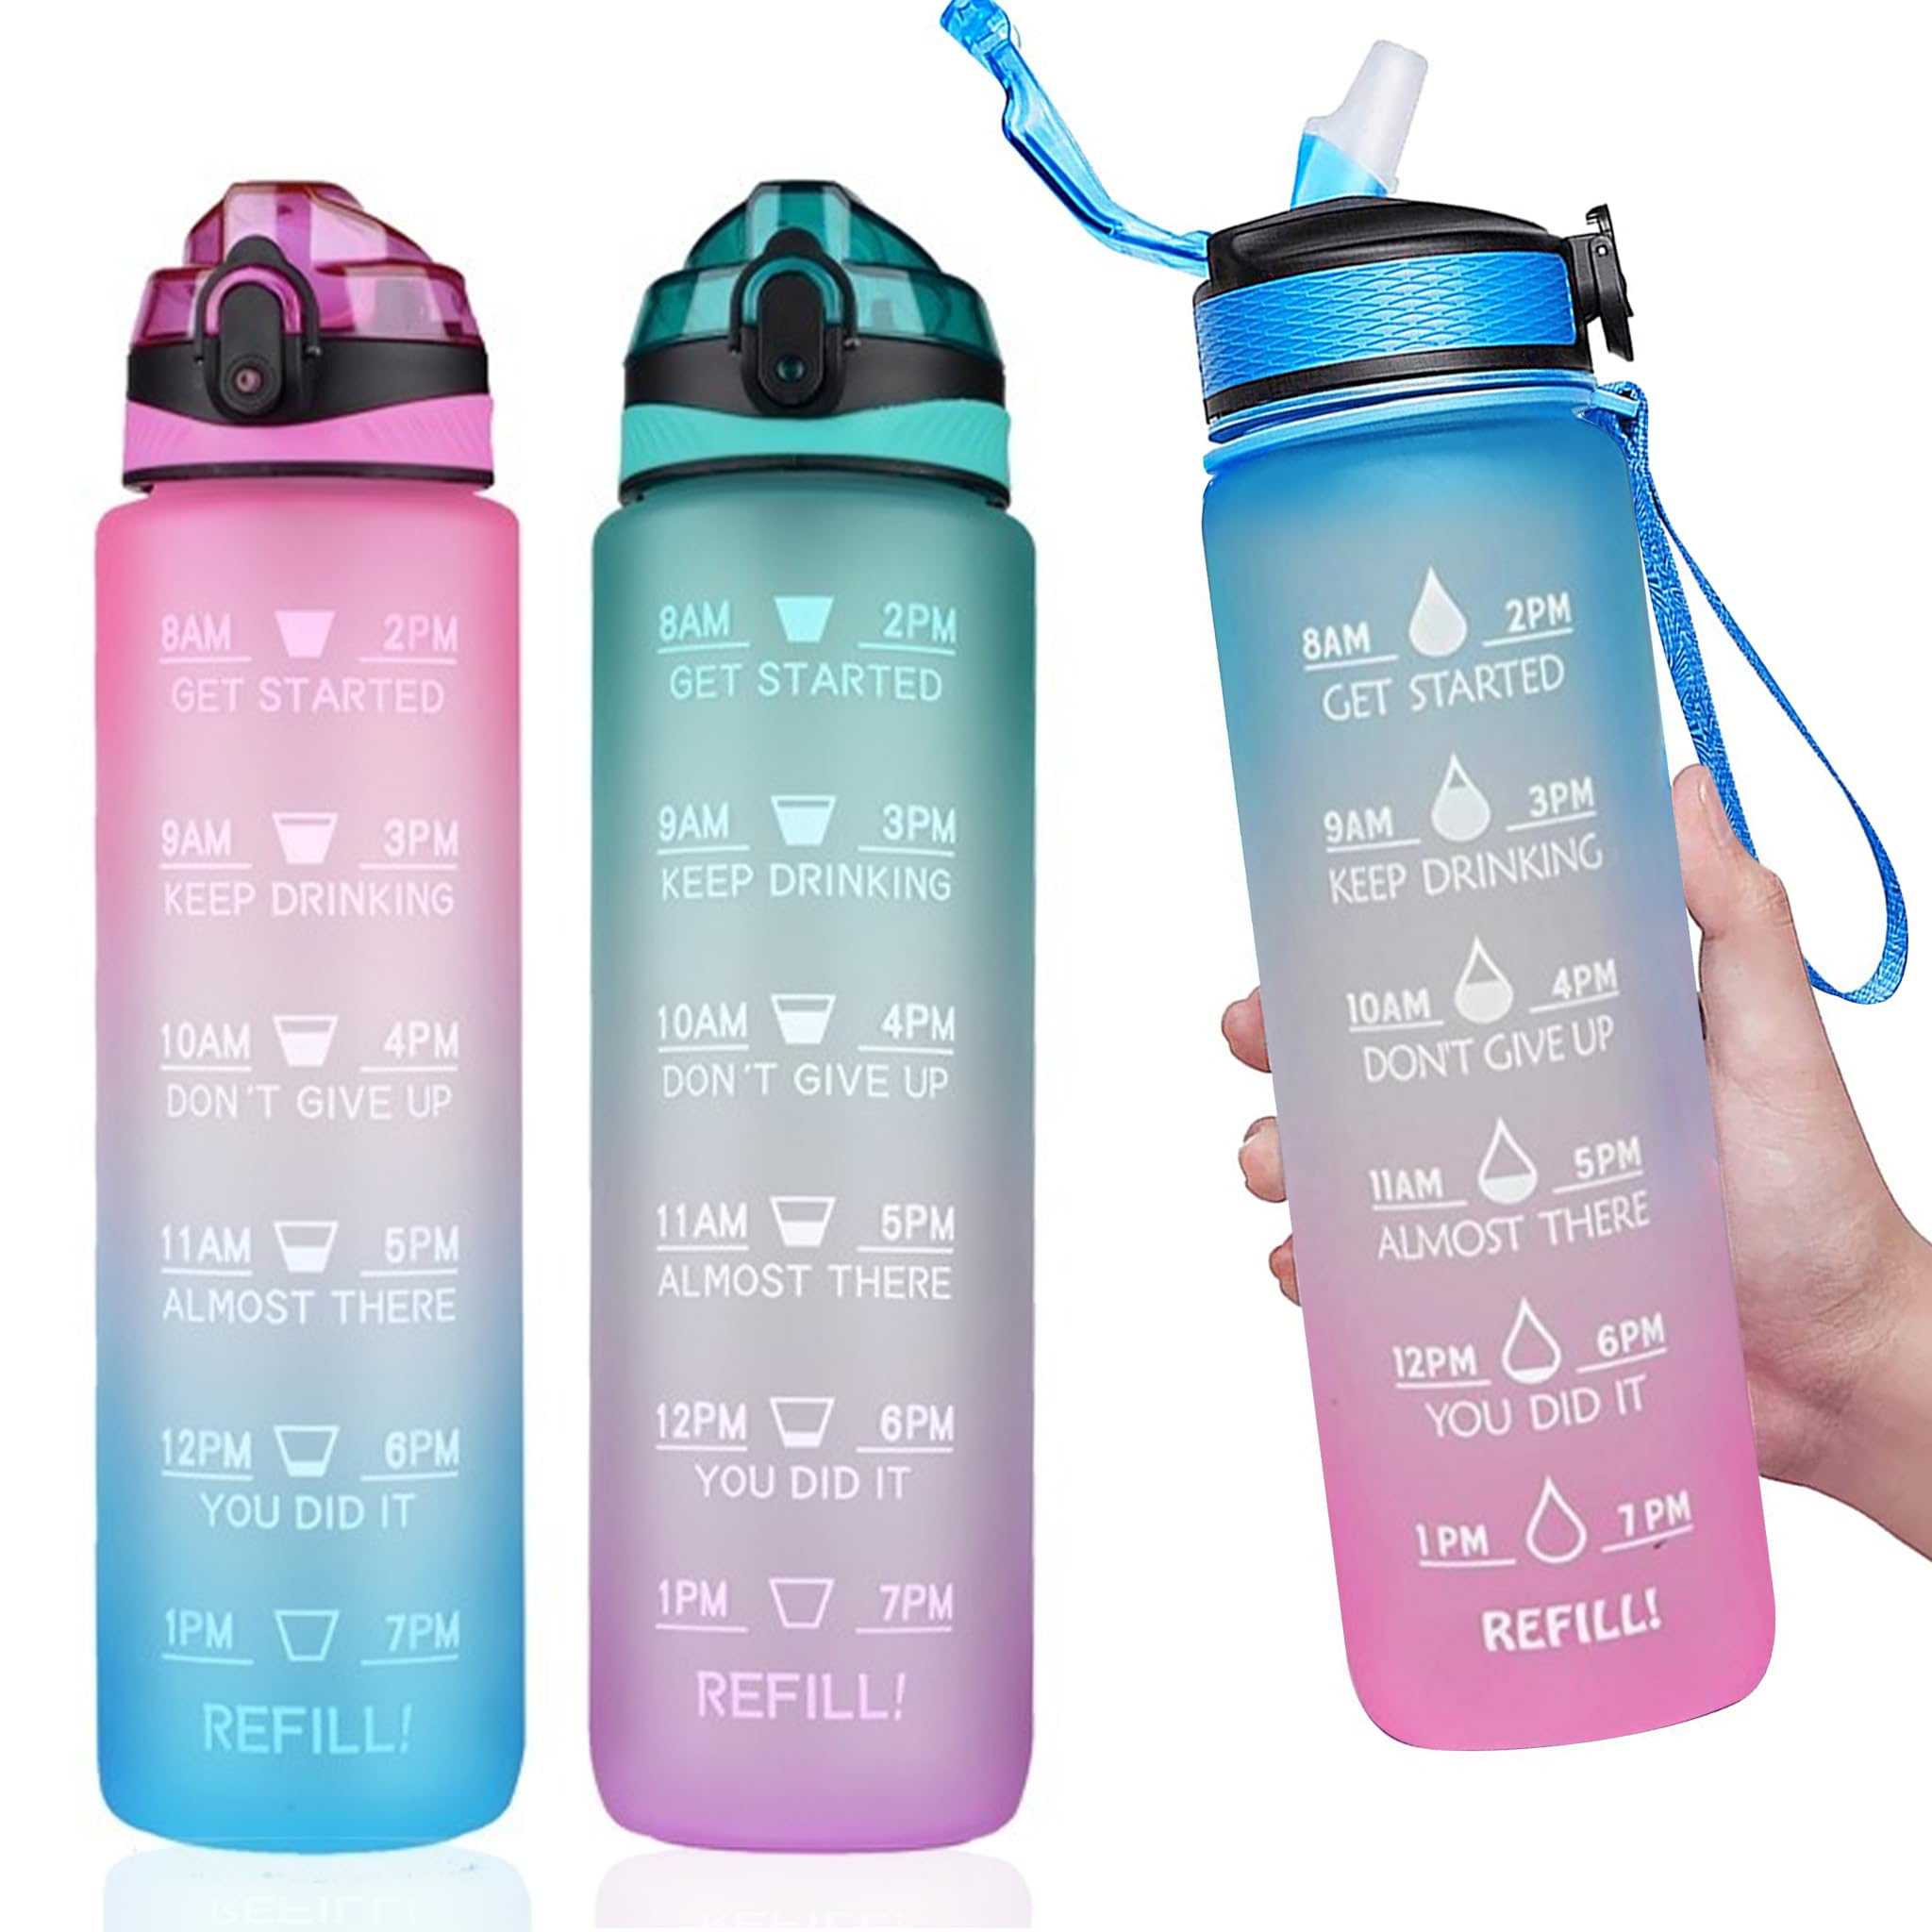 8AM 2PM
GET STARTED
9AM 3PM
KEEP DRINKING
10AM 4PM
DON'T GIVE UP
11AM 5PM
ALMOST THERE
12PM 6PM
YOU DID IT
1PM 7PM
REFILL!
8AM 2PM
GET STARTED
9AM 3PM
KEEP DRINKING
10AM 4PM
DON'T GIVE UP
11AM 5PM
ALMOST THERE
12PM 6PM
YOU DID IT
1PM 7PM
REFILL!
8AM 2PM
GET STARTED
9AM 3PM
KEEP DRINKING
10AM 4PM
DON'T GIVE UP
11AM 5PM
ALMOST THERE
12PM 6PM
YOU DID IT
1PM 7PM
REFILL!